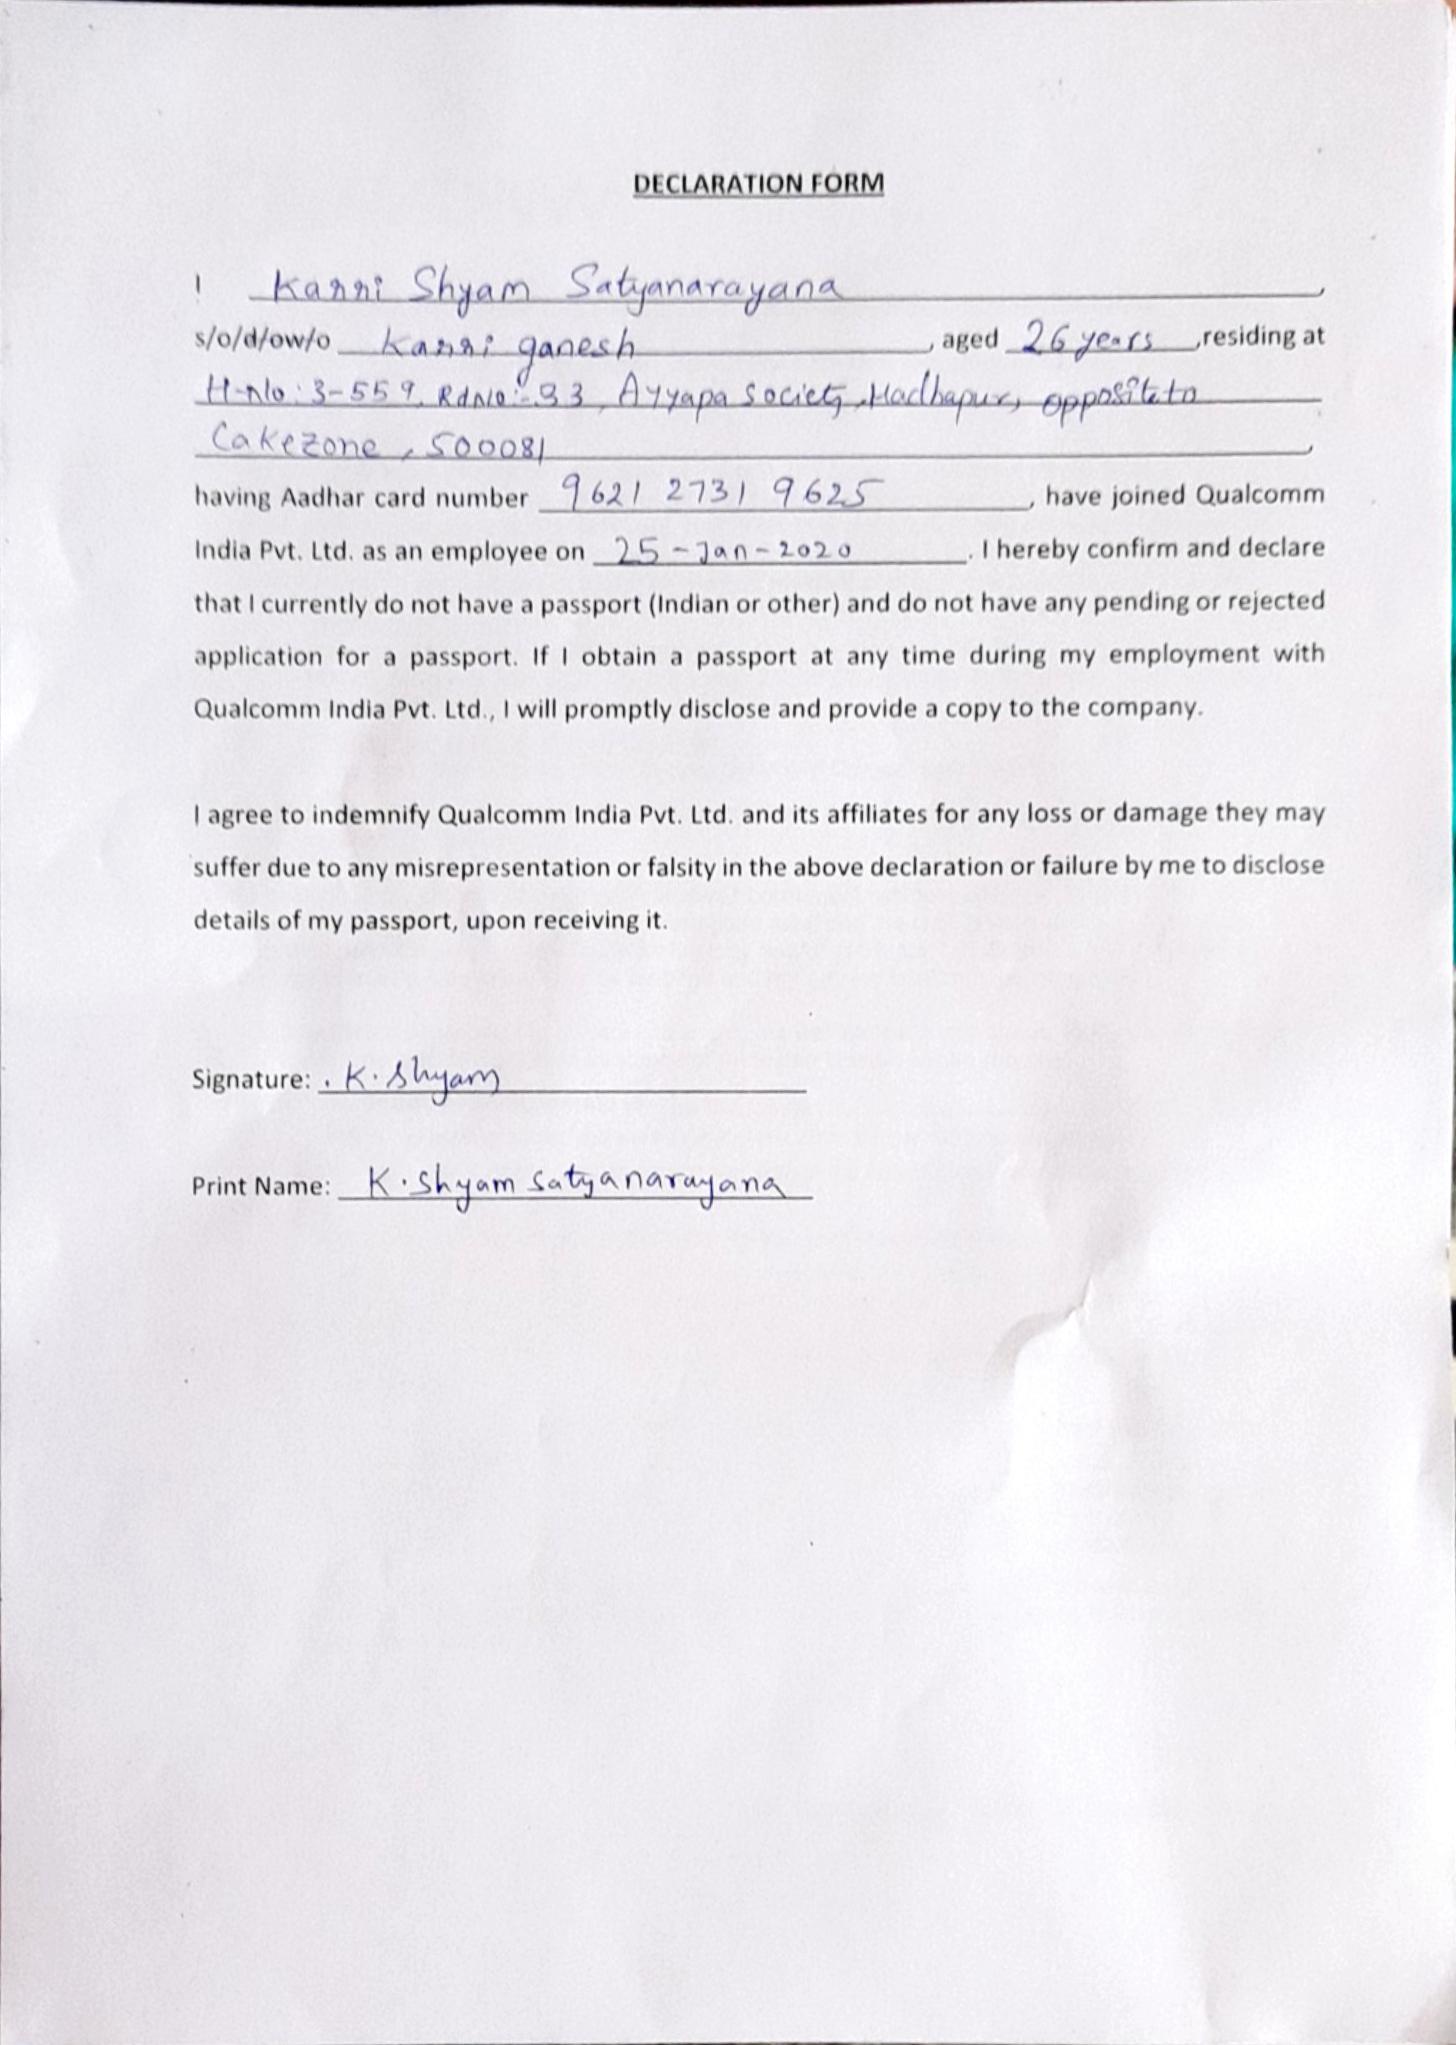 DECLARATION FORM
I Karri Shyam Satyanarayana,
s/o/d/ow/o Karri ganesh, aged 26 years, residing at
H-No: 3-559, RdNo:-33, Ayyapa Society, Madhapur, opposite to
Cakezone, 500081,
having Aadhar card number 9621 2731 9625, have joined Qualcomm
India Pvt. Ltd. as an employee on 25-Jan-2020. I hereby confirm and declare
that I currently do not have a passport (Indian or other) and do not have any pending or rejected
application for a passport. If I obtain a passport at any time during my employment with
Qualcomm India Pvt. Ltd., I will promptly disclose and provide a copy to the company.
I agree to indemnify Qualcomm India Pvt. Ltd. and its affiliates for any loss or damage they may
suffer due to any misrepresentation or falsity in the above declaration or failure by me to disclose
details of my passport, upon receiving it.
Signature: K. Shyam
Print Name: K. Shyam Satyanarayana